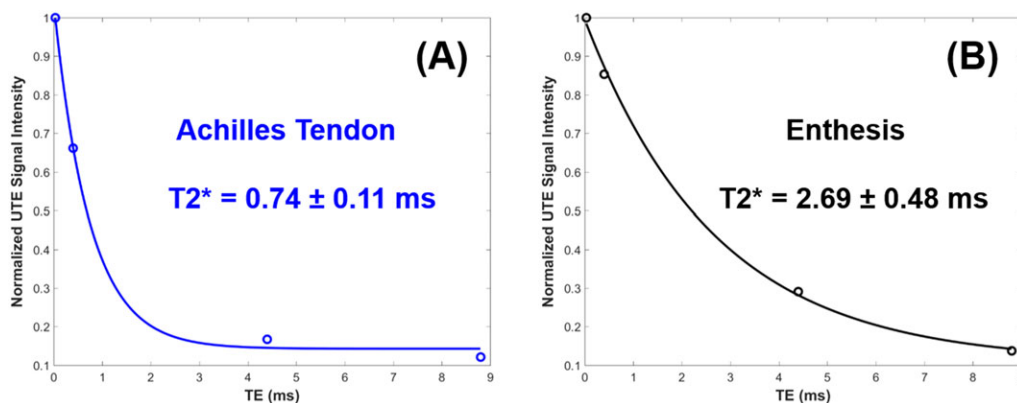 (A)
Achilles Tendon
T2* = 0.74 ± 0.11 ms
Normalized UTE Signal Intensity
1
0.9
0.8
0.7
0.6
0.5
0.4
0.3
0.2
0.1
0 1 2 3 4 5 6 7 8 9
TE (ms)
(B)
Enthesis
T2* = 2.69 ± 0.48 ms
Normalized UTE Signal Intensity
1
0.9
0.8
0.7
0.6
0.5
0.4
0.3
0.2
0.1
0 1 2 3 4 5 6 7 8
TE (ms)